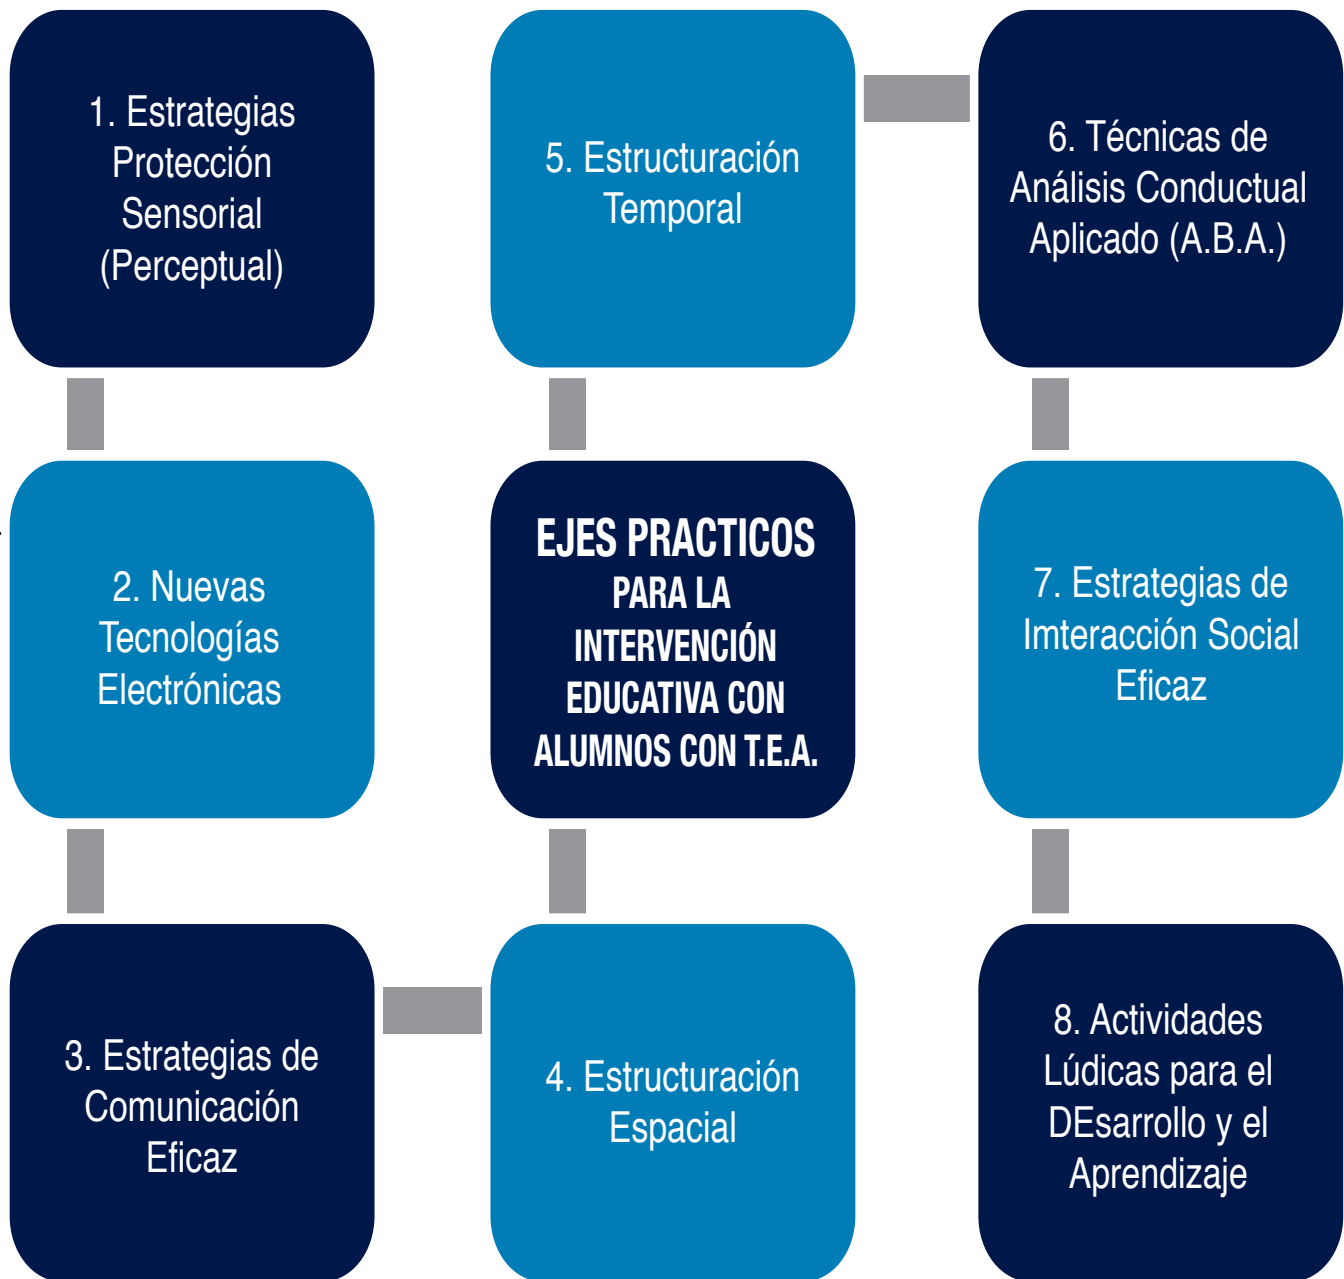 1. Estrategias
Protección
Sensorial
(Perceptual)
2. Nuevas
Tecnologías
Electrónicas
3. Estrategias de
Comunicación
Eficaz
4. Estructuración
Espacial
EJES PRACTICOS
PARA LA
INTERVENCIÓN
EDUCATIVA CON
ALUMNOS CON T.E.A.
5. Estructuración
Temporal
6. Técnicas de
Análisis Conductual
Aplicado (A.B.A.)
7. Estrategias de
Imteracción Social
Eficaz
8. Actividades
Lúdicas para el
DEsarrollo y el
Aprendizaje